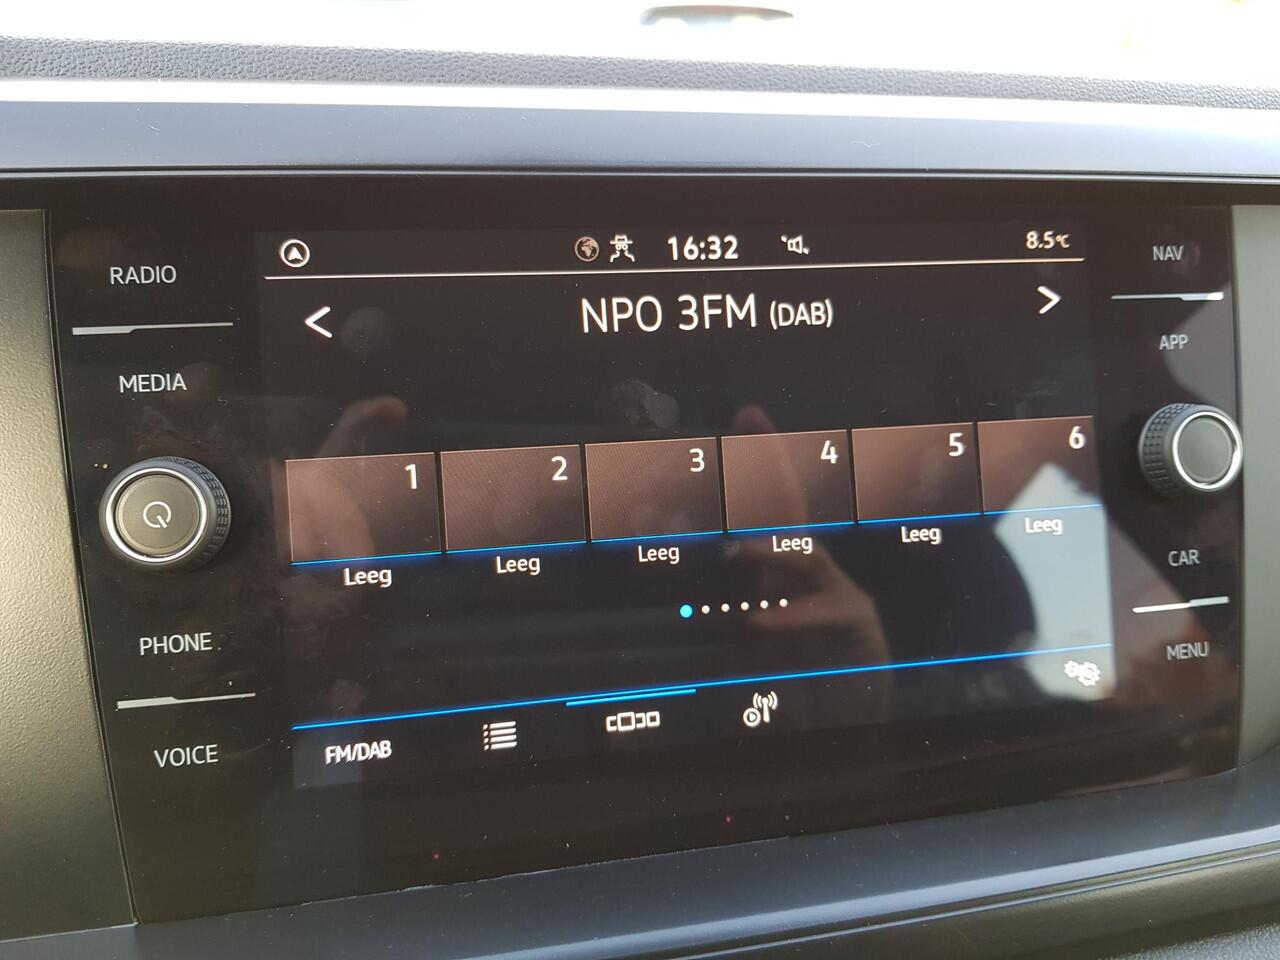 RADIO
MEDIA
PHONE
VOICE
16:32
8.5°C
NPO 3FM (DAB)
1
2
3
4
5
6
Leeg
Leeg
Leeg
Leeg
Leeg
Leeg
FM/DAB
NAV
APP
CAR
MENU